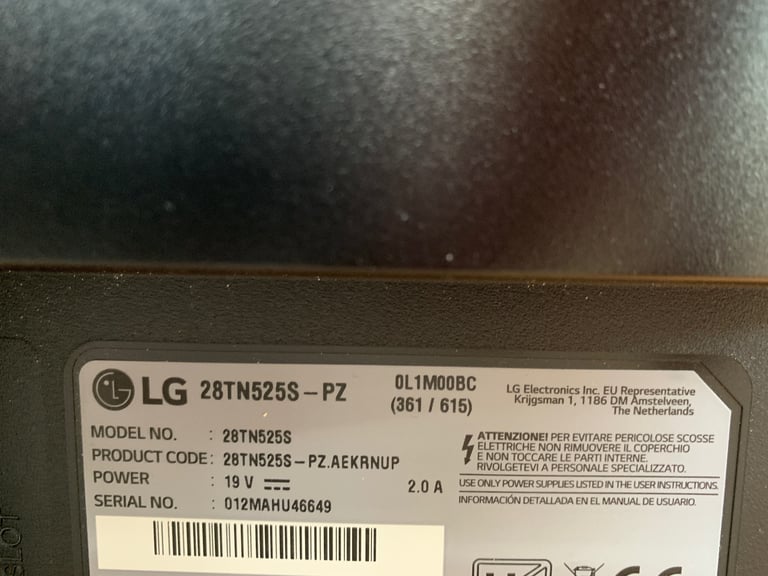 LG 28TN525S-PZ
0L1M00BC
(361 / 615)
LG Electronics Inc. EU Representative
Krijgsman 1, 1186 DM Amstelveen,
The Netherlands
MODEL NO. : 28TN525S
PRODUCT CODE : 28TN525S-PZ.AEKRNUP
POWER : 19 V 2.0 A
SERIAL NO. : 012MAHU46649
ATTENZIONE! PER EVITARE PERICOLOSE SCOSSE
ELETTRICHE NON RIMUOVERE IL COPERCHIO
E NON TOCCARE LE PARTI INTERNE.
RIVOLGETEVI A PERSONALE SPECIALIZZATO.
USE ONLY POWER SUPPLIES LISTED IN THE USER INSTRUCTIONS.
INFORMACIÓN DETALLADA EN EL MANUAL DE USUARIO.
SLOT
CE